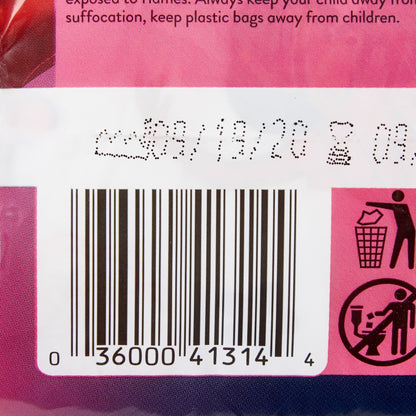 exposed to flames. Always keep your child away from
suffocation, keep plastic bags away from children.
09/19/20 09
0 36000 41314 4